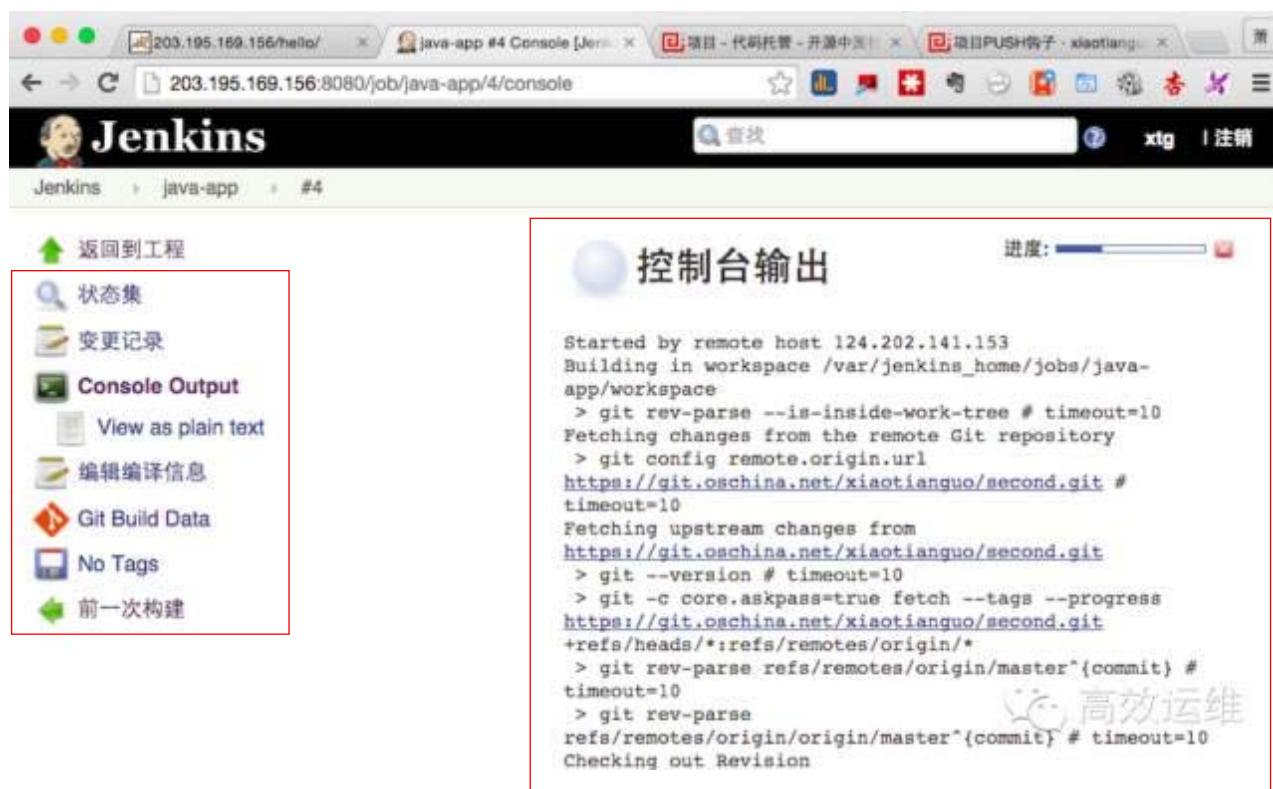 203.195.169.156/hello/
java-app #4 Console [Jen
项目 - 代码托管 - 开源中
项目PUSH钩子 - xiaotiang
203.195.169.156:8080/job/java-app/4/console
Jenkins
查找
xtg
注销
Jenkins
java-app
#4
返回到工程
状态集
变更记录
Console Output
View as plain text
编辑编译信息
Git Build Data
No Tags
前一次构建
控制台输出
进度:
Started by remote host 124.202.141.153
Building in workspace /var/jenkins_home/jobs/java-
app/workspace
> git rev-parse --is-inside-work-tree # timeout=10
Fetching changes from the remote Git repository
> git config remote.origin.url
https://git.oschina.net/xiaotianguo/second.git #
timeout=10
Fetching upstream changes from
https://git.oschina.net/xiaotianguo/second.git
> git --version # timeout=10
> git -c core.askpass=true fetch --tags --progress
https://git.oschina.net/xiaotianguo/second.git
+refs/heads/*:refs/remotes/origin/*
> git rev-parse refs/remotes/origin/master^{commit} #
timeout=10
> git rev-parse
refs/remotes/origin/origin/master^{commit} # timeout=10
Checking out Revision
高效运维